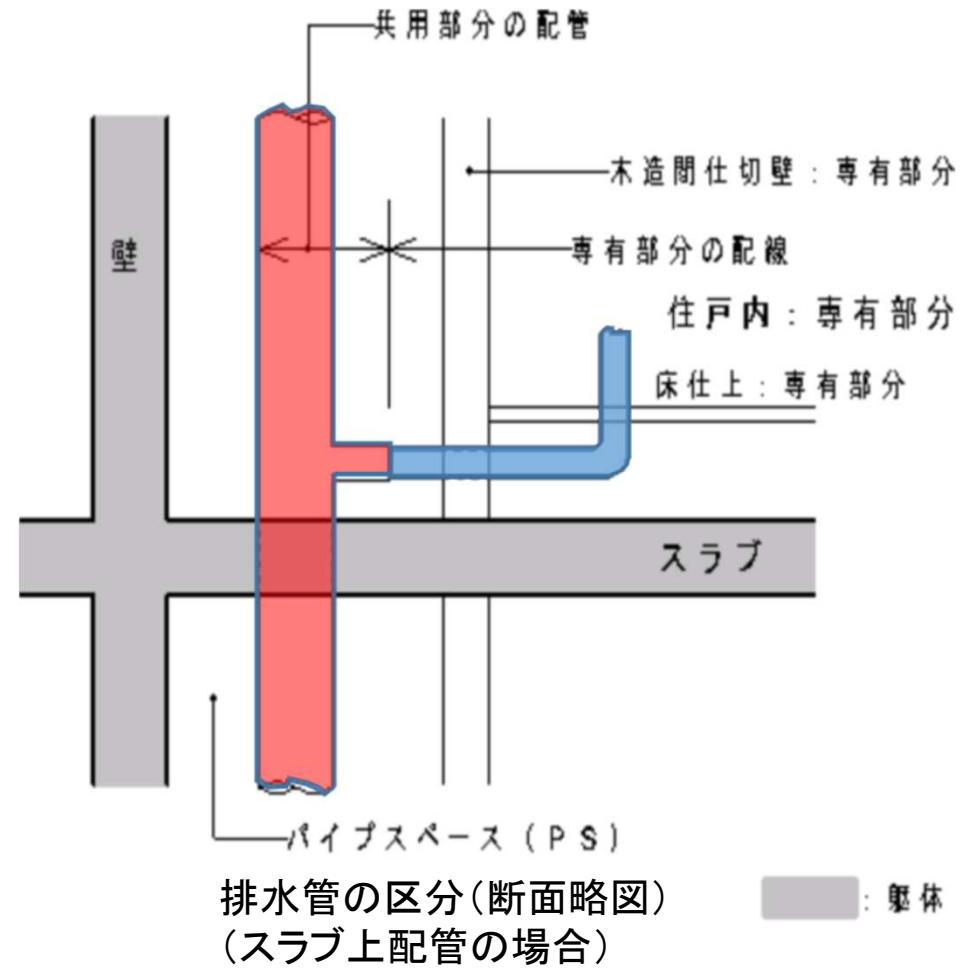 共用部分の配管
木造間仕切壁：専有部分
壁
専有部分の配線
住戸内：専有部分
床仕上：専有部分
スラブ
パイプスペース（PS）
排水管の区分（断面略図）
（スラブ上配管の場合）
：躯体